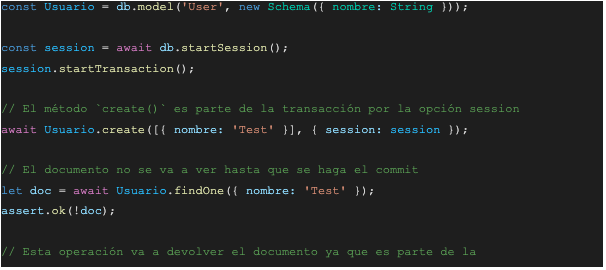 const Usuario = db.model('User', new Schema({ nombre: String }));
const session = await db.startSession();
session.startTransaction();
// El método `create()` es parte de la transacción por la opción session
await Usuario.create([{ nombre: 'Test' }], { session: session });
// El documento no se va a ver hasta que se haga el commit
let doc = await Usuario.findOne({ nombre: 'Test' });
assert.ok(!doc);
// Esta operación va a devolver el documento ya que es parte de la